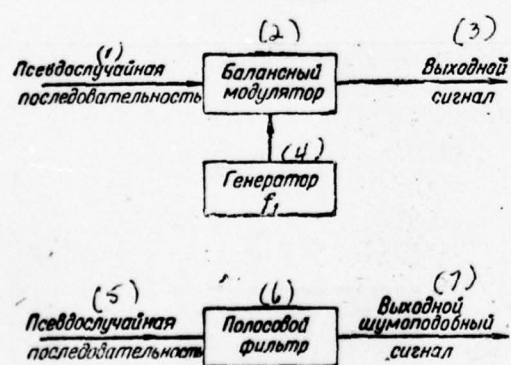 (1)
Псевдослучайная
последовательность
(2)
Балансный
модулятор
(3)
Выходной
сигнал
(4)
Генератор
f₁
(5)
Псевдослучайная
последовательность
(6)
Полосовой
фильтр
(7)
Выходной
шумоподобный
сигнал